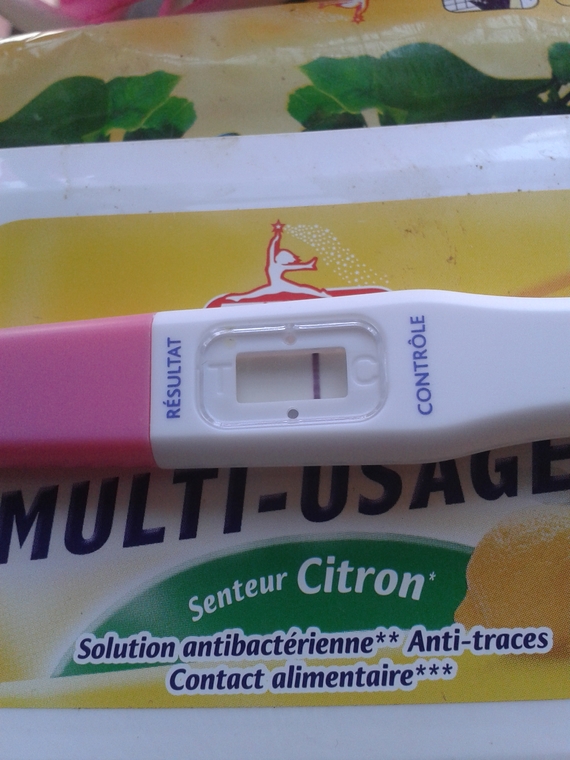 RÉSULTAT
T
C
CONTRÔLE
MULTI-USAGE
Senteur Citron*
Solution antibactérienne** Anti-traces
Contact alimentaire***